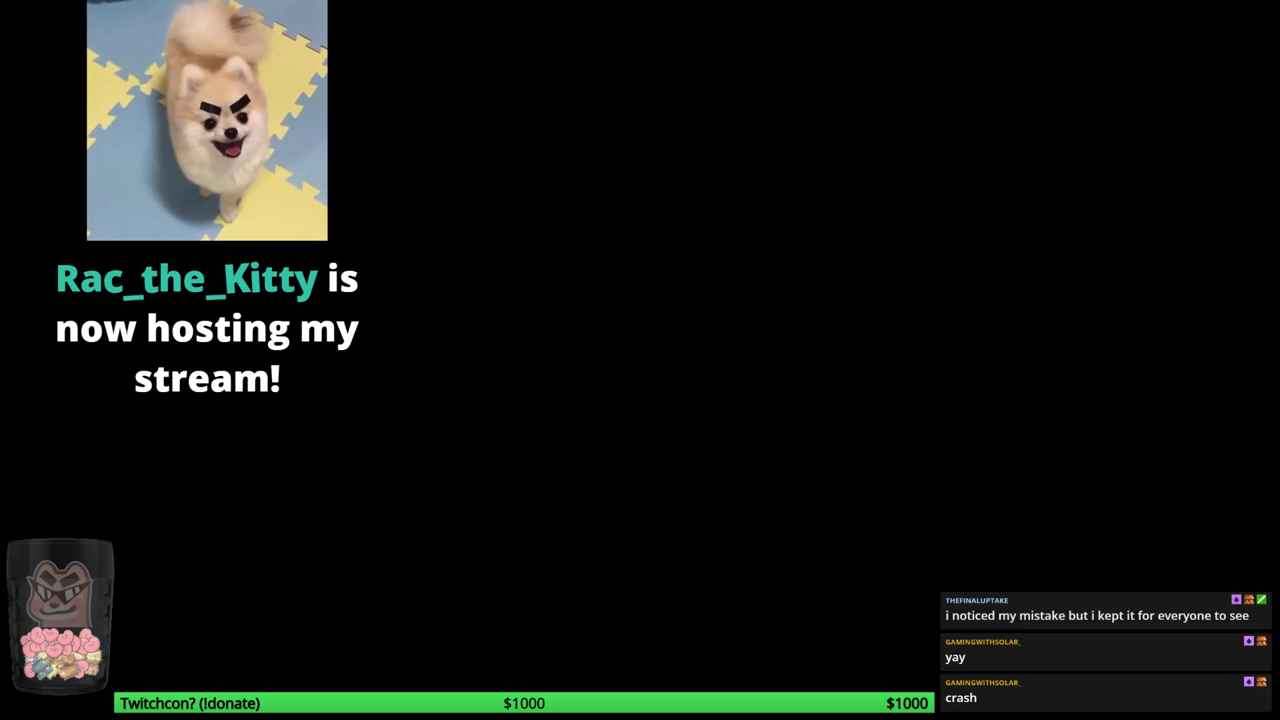 Rac_the_Kitty is
now hosting my
stream!
THEFINALUPTAKE
i noticed my mistake but i kept it for everyone to see
GAMINGWITHSOLAR_
yay
GAMINGWITHSOLAR_
crash
Twitchcon? (!donate) $1000 $1000